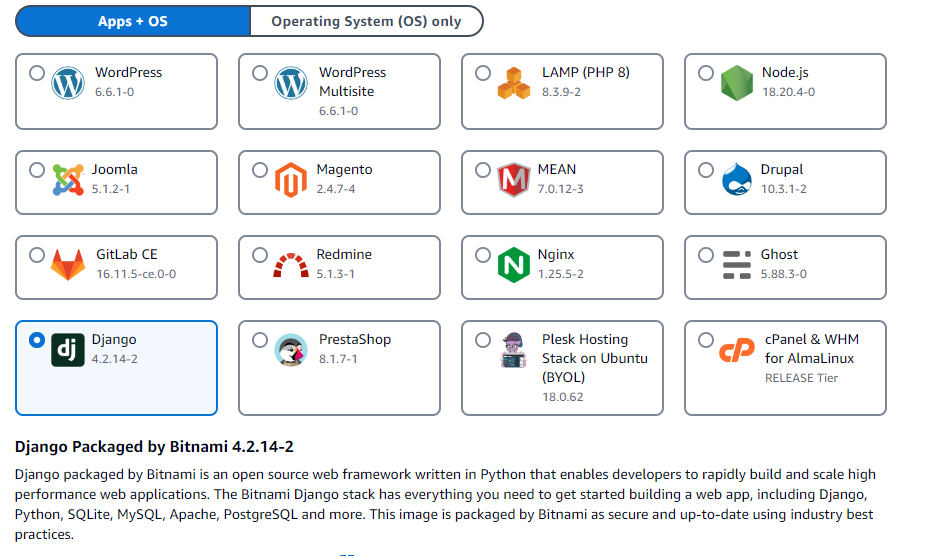 Apps + OS
Operating System (OS) only
WordPress
6.6.1-0
WordPress
Multisite
6.6.1-0
LAMP (PHP 8)
8.3.9-2
Node.js
18.20.4-0
Joomla
5.1.2-1
Magento
2.4.7-4
MEAN
7.0.12-3
Drupal
10.3.1-2
GitLab CE
16.11.5-ce.0-0
Redmine
5.1.3-1
Nginx
1.25.5-2
Ghost
5.88.3-0
dj
Django
4.2.14-2
PrestaShop
8.1.7-1
Plesk Hosting
Stack on Ubuntu
(BYOL)
18.0.62
cP
cPanel & WHM
for AlmaLinux
RELEASE Tier
Django Packaged by Bitnami 4.2.14-2
Django packaged by Bitnami is an open source web framework written in Python that enables developers to rapidly build and scale high
performance web applications. The Bitnami Django stack has everything you need to get started building a web app, including Django,
Python, SQLite, MySQL, Apache, PostgreSQL and more. This image is packaged by Bitnami as secure and up-to-date using industry best
practices.